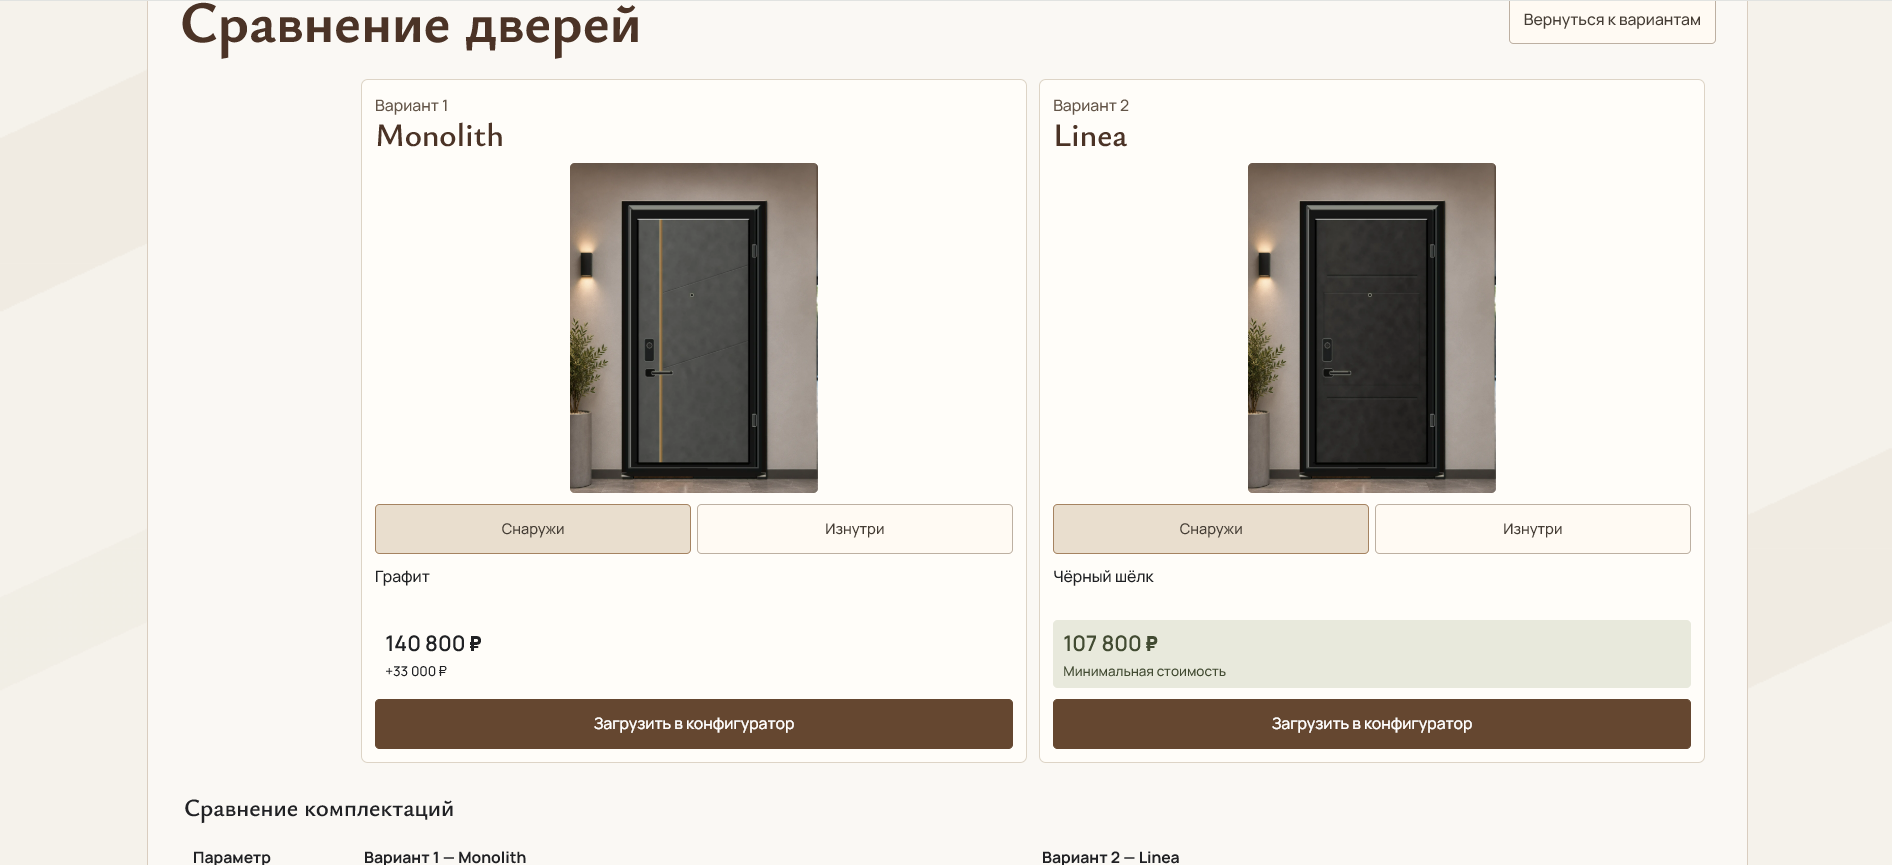 Сравнение дверей
Вернуться к вариантам
Вариант 1
Monolith
Снаружи
Изнутри
Графит
140 800 ₽
+33 000 ₽
Загрузить в конфигуратор
Вариант 2
Linea
Снаружи
Изнутри
Чёрный шёлк
107 800 ₽
Минимальная стоимость
Загрузить в конфигуратор
Сравнение комплектаций
Параметр
Вариант 1 — Monolith
Вариант 2 — Linea